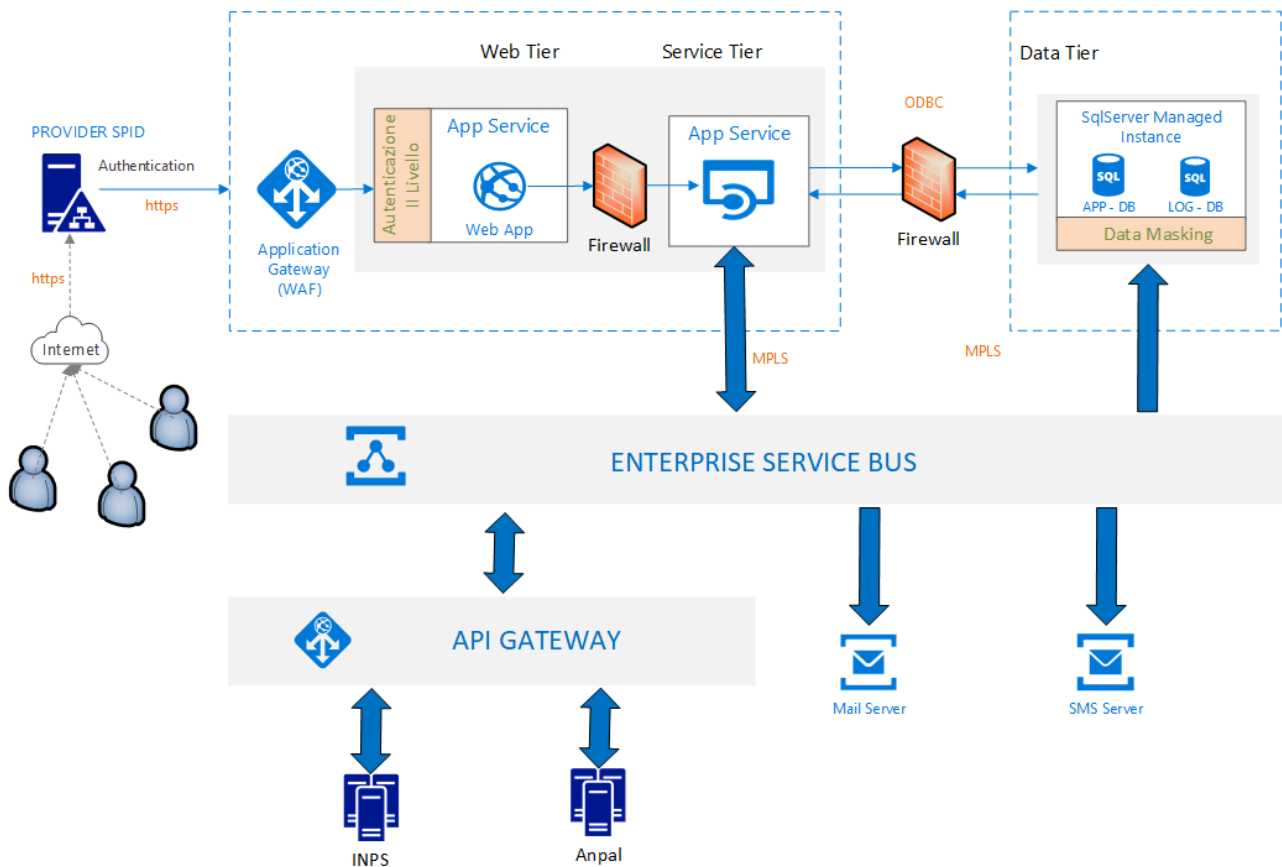 Web Tier
Service Tier
Data Tier
PROVIDER SPID
Authentication
https
https
Internet
Application
Gateway
(WAF)
Autenticazione
II Livello
App Service
Web App
Firewall
App Service
ODBC
Firewall
SqlServer Managed
Instance
SQL
APP - DB
SQL
LOG - DB
Data Masking
MPLS
MPLS
ENTERPRISE SERVICE BUS
API GATEWAY
Mail Server
SMS Server
INPS
Anpal